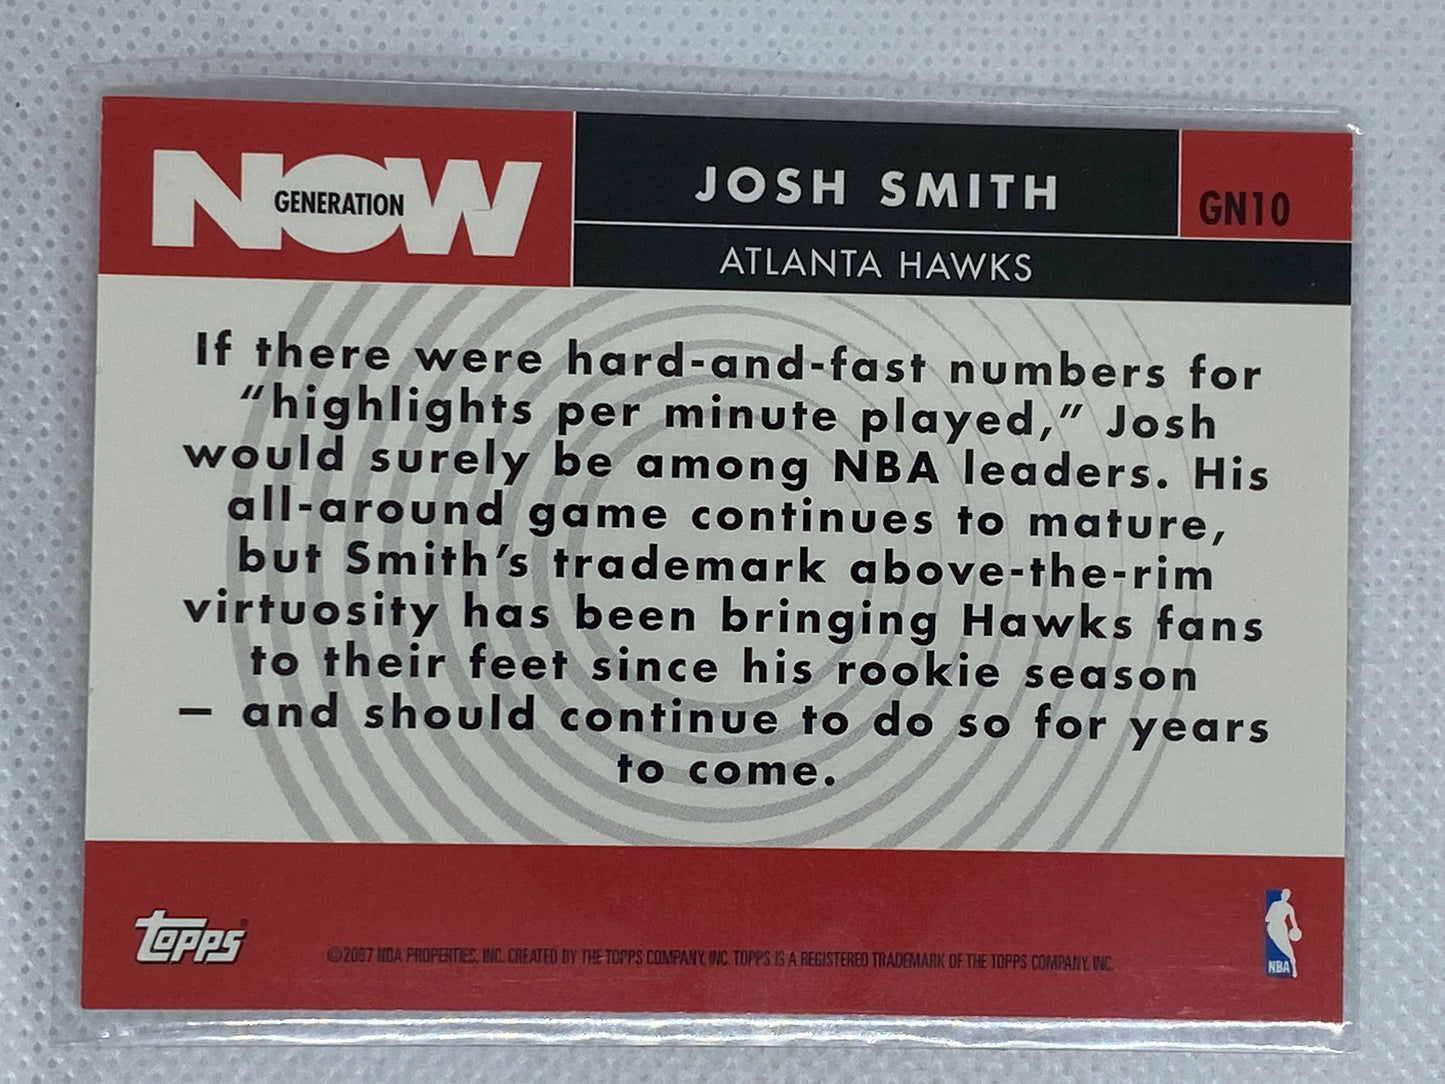 NOW
GENERATION
JOSH SMITH
GN10
ATLANTA HAWKS
If there were hard-and-fast numbers for
“highlights per minute played,” Josh
would surely be among NBA leaders. His
all-around game continues to mature,
but Smith’s trademark above-the-rim
virtuosity has been bringing Hawks fans
to their feet since his rookie season
– and should continue to do so for years
to come.
topps®
©2007 NBA PROPERTIES, INC. CREATED BY THE TOPPS COMPANY, INC. TOPPS IS A REGISTERED TRADEMARK OF THE TOPPS COMPANY, INC.
NBA